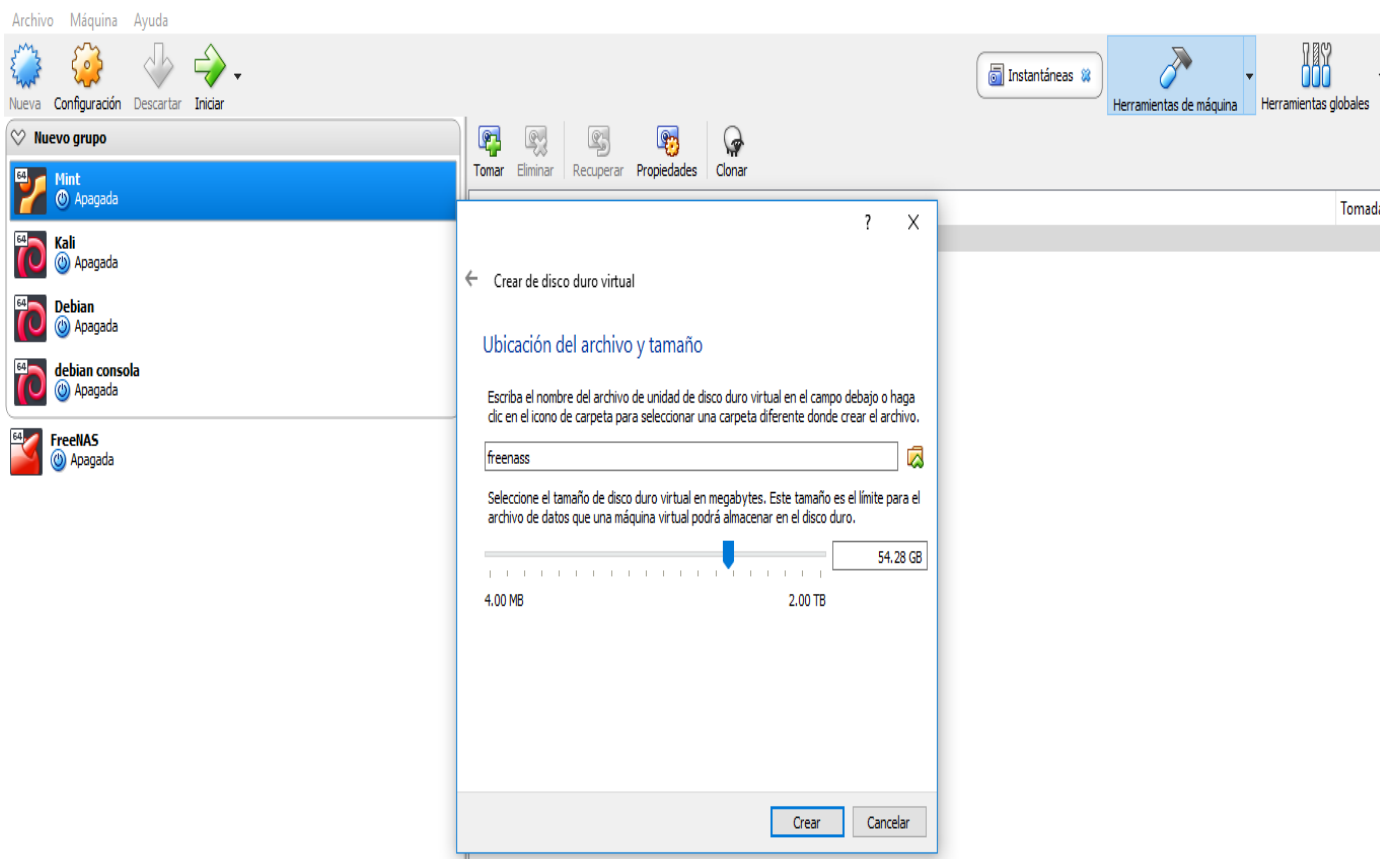 Archivo Máquina Ayuda
Nueva Configuración Descartar Iniciar
Instantáneas
Herramientas de máquina
Herramientas globales
Nuevo grupo
64
Mint
Apagada
64
Kali
Apagada
64
Debian
Apagada
64
debian consola
Apagada
64
FreeNAS
Apagada
Tomar Eliminar Recuperar Propiedades Clonar
Tomada
? X
← Crear de disco duro virtual
Ubicación del archivo y tamaño
Escriba el nombre del archivo de unidad de disco duro virtual en el campo debajo o haga
clic en el icono de carpeta para seleccionar una carpeta diferente donde crear el archivo.
freenass
Seleccione el tamaño de disco duro virtual en megabytes. Este tamaño es el límite para el
archivo de datos que una máquina virtual podrá almacenar en el disco duro.
54.28 GB
4.00 MB 2.00 TB
Crear Cancelar